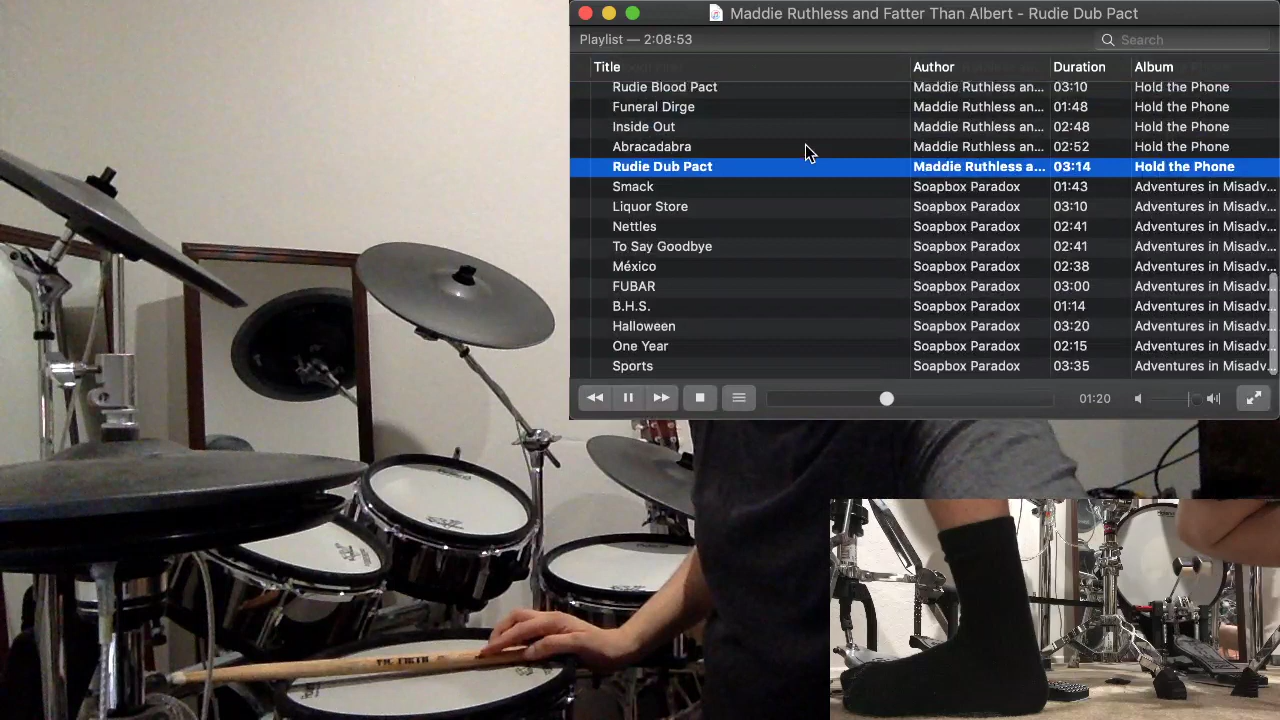 Maddie Ruthless and Fatter Than Albert - Rudie Dub Pact
Playlist — 2:08:53
Search
Title Author Duration Album
Rudie Blood Pact Maddie Ruthless an... 03:10 Hold the Phone
Funeral Dirge Maddie Ruthless an... 01:48 Hold the Phone
Inside Out Maddie Ruthless an... 02:48 Hold the Phone
Abracadabra Maddie Ruthless an... 02:52 Hold the Phone
Rudie Dub Pact Maddie Ruthless a... 03:14 Hold the Phone
Smack Soapbox Paradox 01:43 Adventures in Misadv...
Liquor Store Soapbox Paradox 03:10 Adventures in Misadv...
Nettles Soapbox Paradox 02:41 Adventures in Misadv...
To Say Goodbye Soapbox Paradox 02:41 Adventures in Misadv...
México Soapbox Paradox 02:38 Adventures in Misadv...
FUBAR Soapbox Paradox 03:00 Adventures in Misadv...
B.H.S. Soapbox Paradox 01:14 Adventures in Misadv...
Halloween Soapbox Paradox 03:20 Adventures in Misadv...
One Year Soapbox Paradox 02:15 Adventures in Misadv...
Sports Soapbox Paradox 03:35 Adventures in Misadv...
01:20
VIC FIRTH